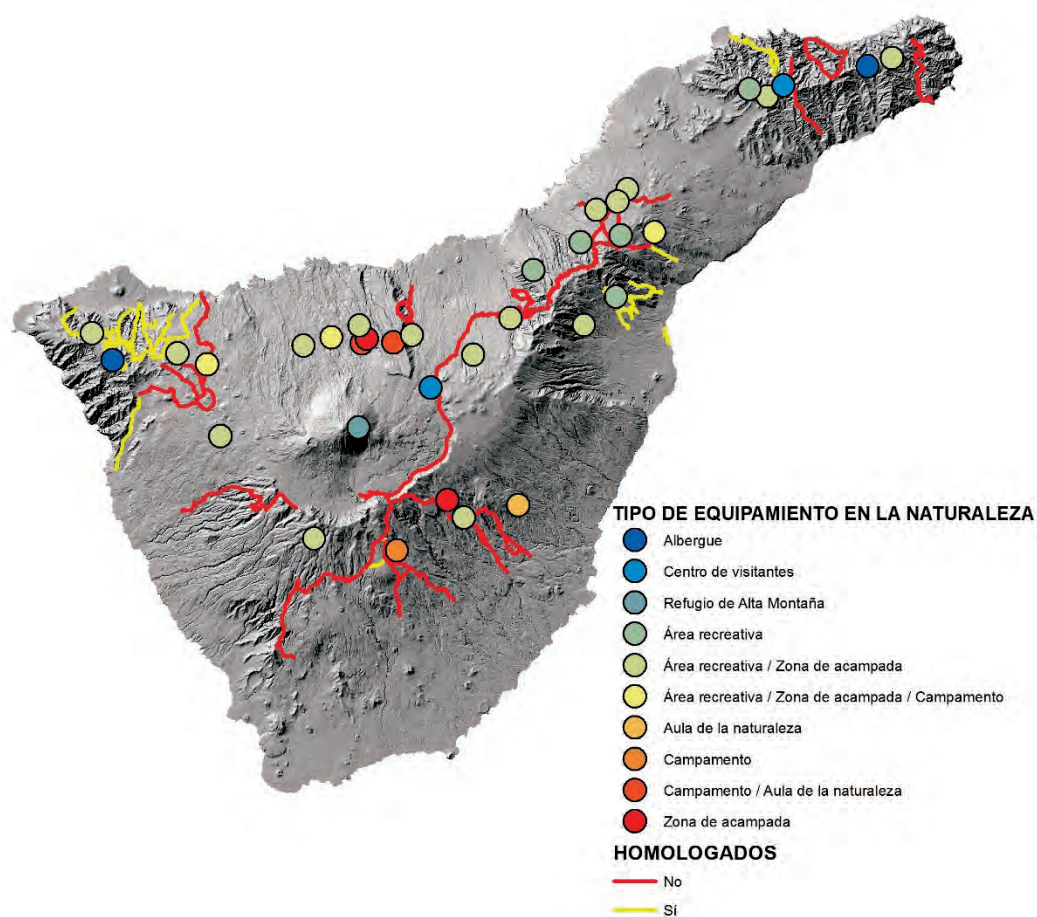 TIPO DE EQUIPAMIENTO EN LA NATURALEZA
Albergue
Centro de visitantes
Refugio de Alta Montaña
Área recreativa
Área recreativa / Zona de acampada
Área recreativa / Zona de acampada / Campamento
Aula de la naturaleza
Campamento
Campamento / Aula de la naturaleza
Zona de acampada
HOMOLOGADOS
No
Sí